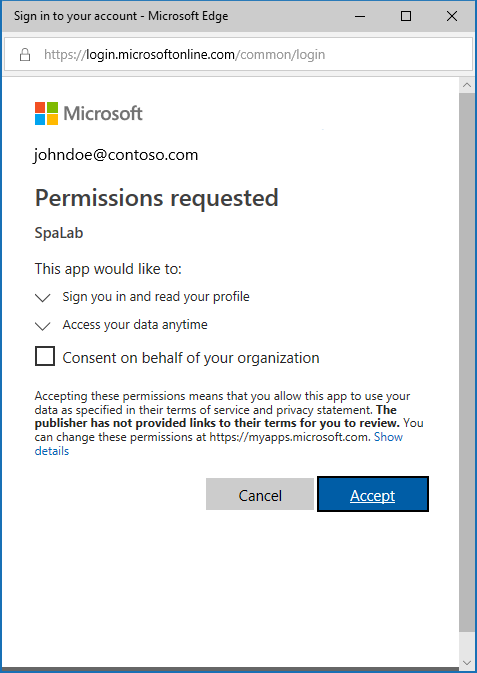 Sign in to your account - Microsoft Edge
https://login.microsoftonline.com/common/login
Microsoft
johndoe@contoso.com
Permissions requested
SpaLab
This app would like to:
Sign you in and read your profile
Access your data anytime
Consent on behalf of your organization
Accepting these permissions means that you allow this app to use your
data as specified in their terms of service and privacy statement. The
publisher has not provided links to their terms for you to review. You
can change these permissions at https://myapps.microsoft.com. Show
details
Cancel
Accept